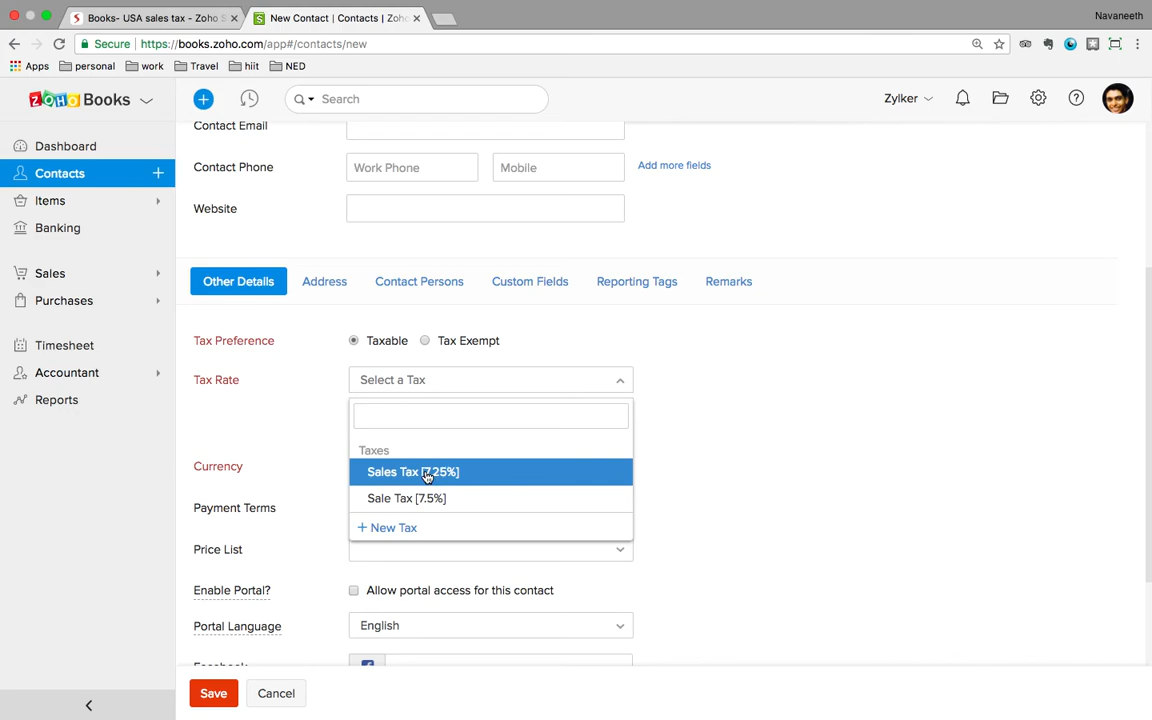 Books- USA sales tax - Zoho S
New Contact | Contacts | Zoho
Navaneeth
Secure
https://books.zoho.com/app#/contacts/new
Apps
personal
work
Travel
hiit
NED
ZOHO Books
Search
Zylker
Dashboard
Contacts
Items
Banking
Sales
Purchases
Timesheet
Accountant
Reports
Contact Email
Contact Phone
Work Phone
Mobile
Add more fields
Website
Other Details
Address
Contact Persons
Custom Fields
Reporting Tags
Remarks
Tax Preference
Taxable
Tax Exempt
Tax Rate
Select a Tax
Taxes
Sales Tax [7.25%]
Sale Tax [7.5%]
+ New Tax
Currency
Payment Terms
Price List
Enable Portal?
Allow portal access for this contact
Portal Language
English
Facebook
Save
Cancel